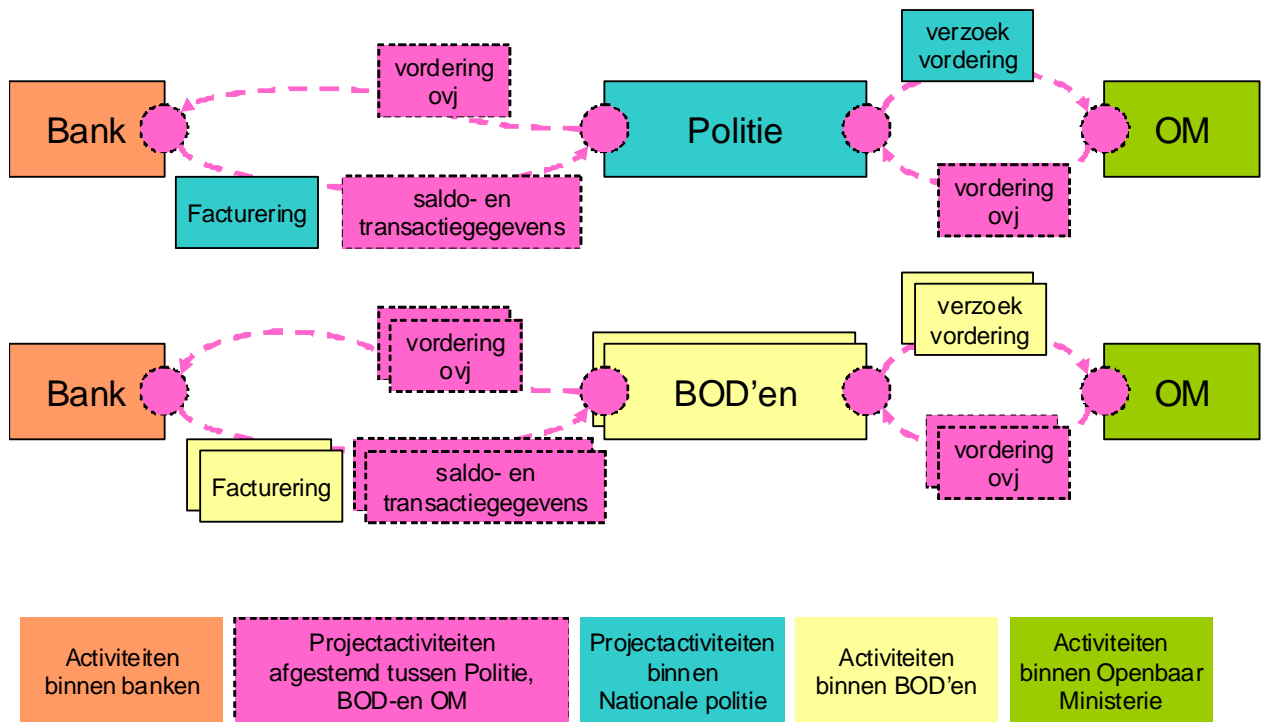 verzoek
vordering
vordering
ovj
Bank
Politie
OM
Facturering
saldo- en
transactiegegevens
vordering
ovj
verzoek
vordering
vordering
ovj
Bank
BOD'en
OM
Facturering
saldo- en
transactiegegevens
vordering
ovj
Activiteiten
binnen banken
Projectactiviteiten
afgestemd tussen Politie,
BOD-en OM
Projectactiviteiten
binnen
Nationale politie
Activiteiten
binnen BOD'en
Activiteiten
binnen Openbaar
Ministerie